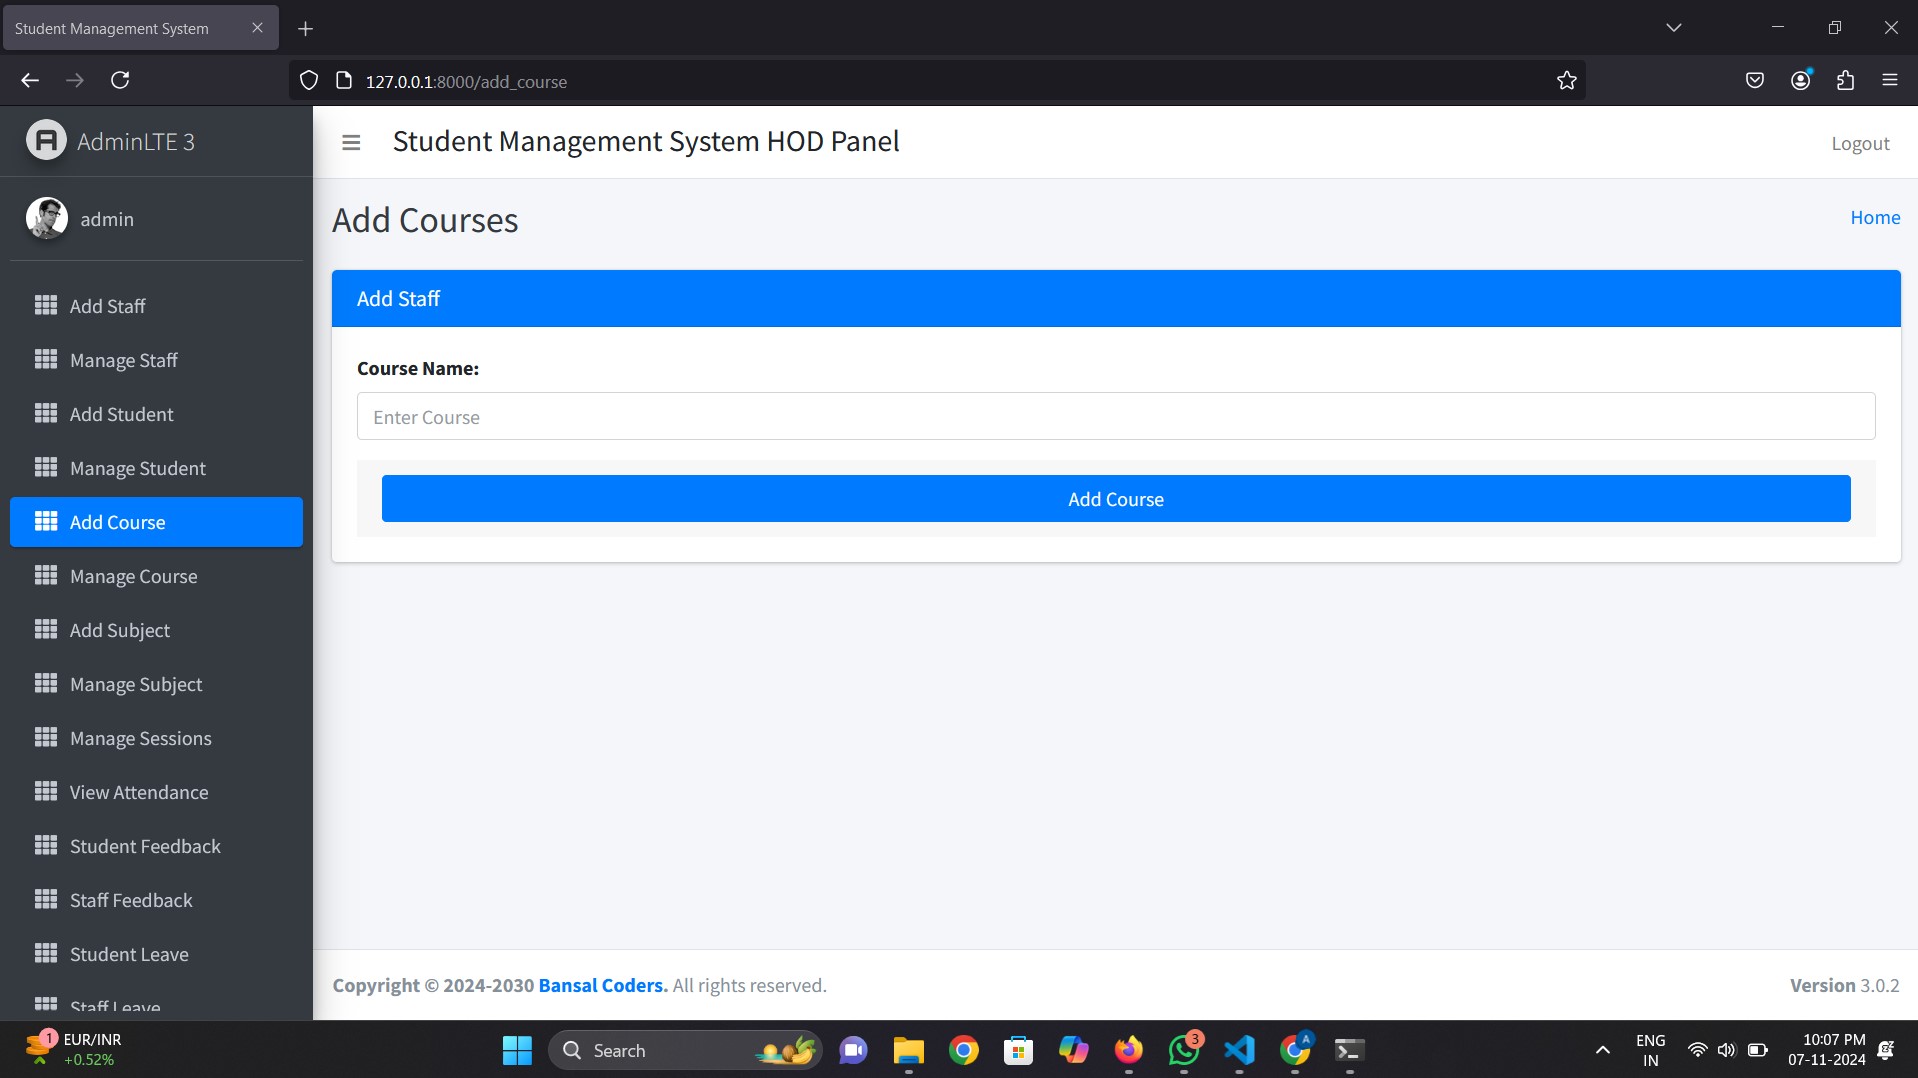 Student Management System
127.0.0.1:8000/add_course
AdminLTE 3
Student Management System HOD Panel
Logout
admin
Add Courses
Home
Add Staff
Manage Staff
Add Student
Manage Student
Add Course
Manage Course
Add Subject
Manage Subject
Manage Sessions
View Attendance
Student Feedback
Staff Feedback
Student Leave
Staff Leave
Add Staff
Course Name:
Enter Course
Add Course
Copyright © 2024-2030 Bansal Coders. All rights reserved.
Version 3.0.2
1
EUR/INR
+0.52%
Search
3
A
ENG
IN
10:07 PM
07-11-2024